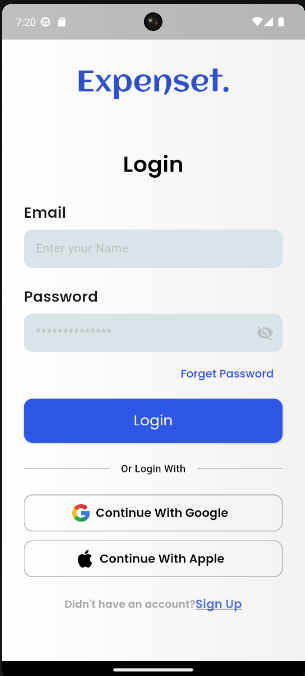 7:20
Expenset.
Login
Email
Enter your Name
Password
**************
Forget Password
Login
Or Login With
Continue With Google
Continue With Apple
Didn't have an account?Sign Up